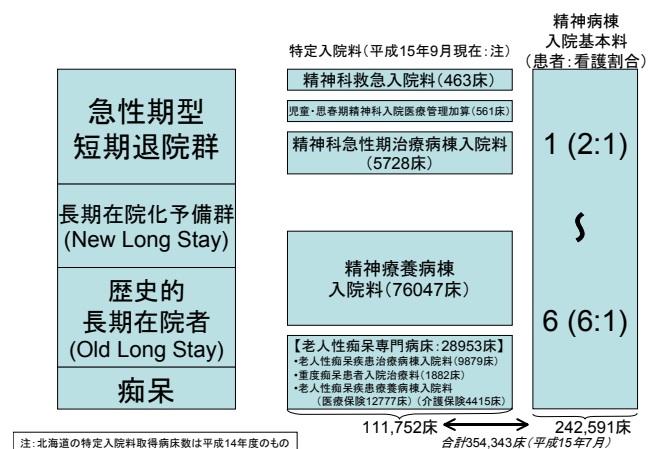 精神病棟
入院基本料
(患者:看護割合)
特定入院料(平成15年9月現在:注)
急性期型
短期退院群
長期在院化予備群
(New Long Stay)
歴史的
長期在院者
(Old Long Stay)
痴呆
精神科救急入院料(463床)
児童・思春期精神科入院医療管理加算(561床)
精神科急性期治療病棟入院料
(5728床)
精神療養病棟
入院料(76047床)
【老人性痴呆専門病床:28953床】
•老人性痴呆疾患治療病棟入院料(9879床)
•重度痴呆患者入院治療料(1882床)
•老人性痴呆疾患療養病棟入院料
(医療保険12777床) (介護保険4415床)
1 (2:1)
〜
6 (6:1)
111,752床
242,591床
合計354,343床(平成15年7月)
注:北海道の特定入院料取得病床数は平成14年度のもの